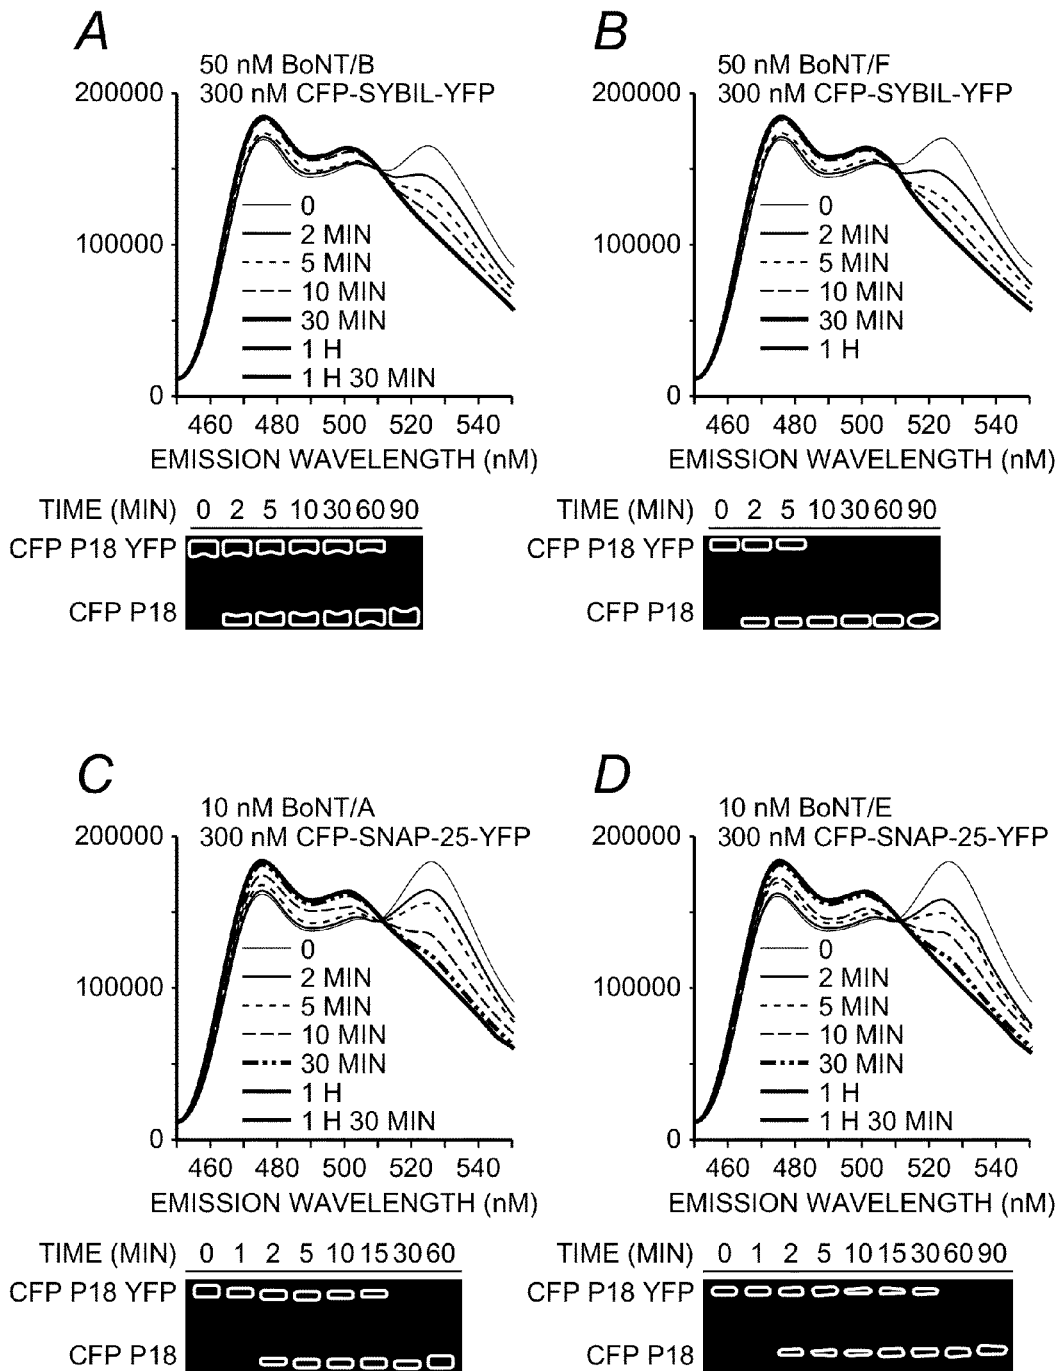 A
50 nM BoNT/B
300 nM CFP-SYBIL-YFP
200000
100000
0
0
2 MIN
5 MIN
10 MIN
30 MIN
1 H
1 H 30 MIN
460 480 500 520 540
EMISSION WAVELENGTH (nM)
TIME (MIN) 0 2 5 10 30 60 90
CFP P18 YFP
CFP P18
B
50 nM BoNT/F
300 nM CFP-SYBIL-YFP
200000
100000
0
0
2 MIN
5 MIN
10 MIN
30 MIN
1 H
460 480 500 520 540
EMISSION WAVELENGTH (nM)
TIME (MIN) 0 2 5 10 30 60 90
CFP P18 YFP
CFP P18
C
10 nM BoNT/A
300 nM CFP-SNAP-25-YFP
200000
100000
0
0
2 MIN
5 MIN
10 MIN
30 MIN
1 H
1 H 30 MIN
460 480 500 520 540
EMISSION WAVELENGTH (nM)
TIME (MIN) 0 1 2 5 10 15 30 60
CFP P18 YFP
CFP P18
D
10 nM BoNT/E
300 nM CFP-SNAP-25-YFP
200000
100000
0
0
2 MIN
5 MIN
10 MIN
30 MIN
1 H
1 H 30 MIN
460 480 500 520 540
EMISSION WAVELENGTH (nM)
TIME (MIN) 0 1 2 5 10 15 30 60 90
CFP P18 YFP
CFP P18